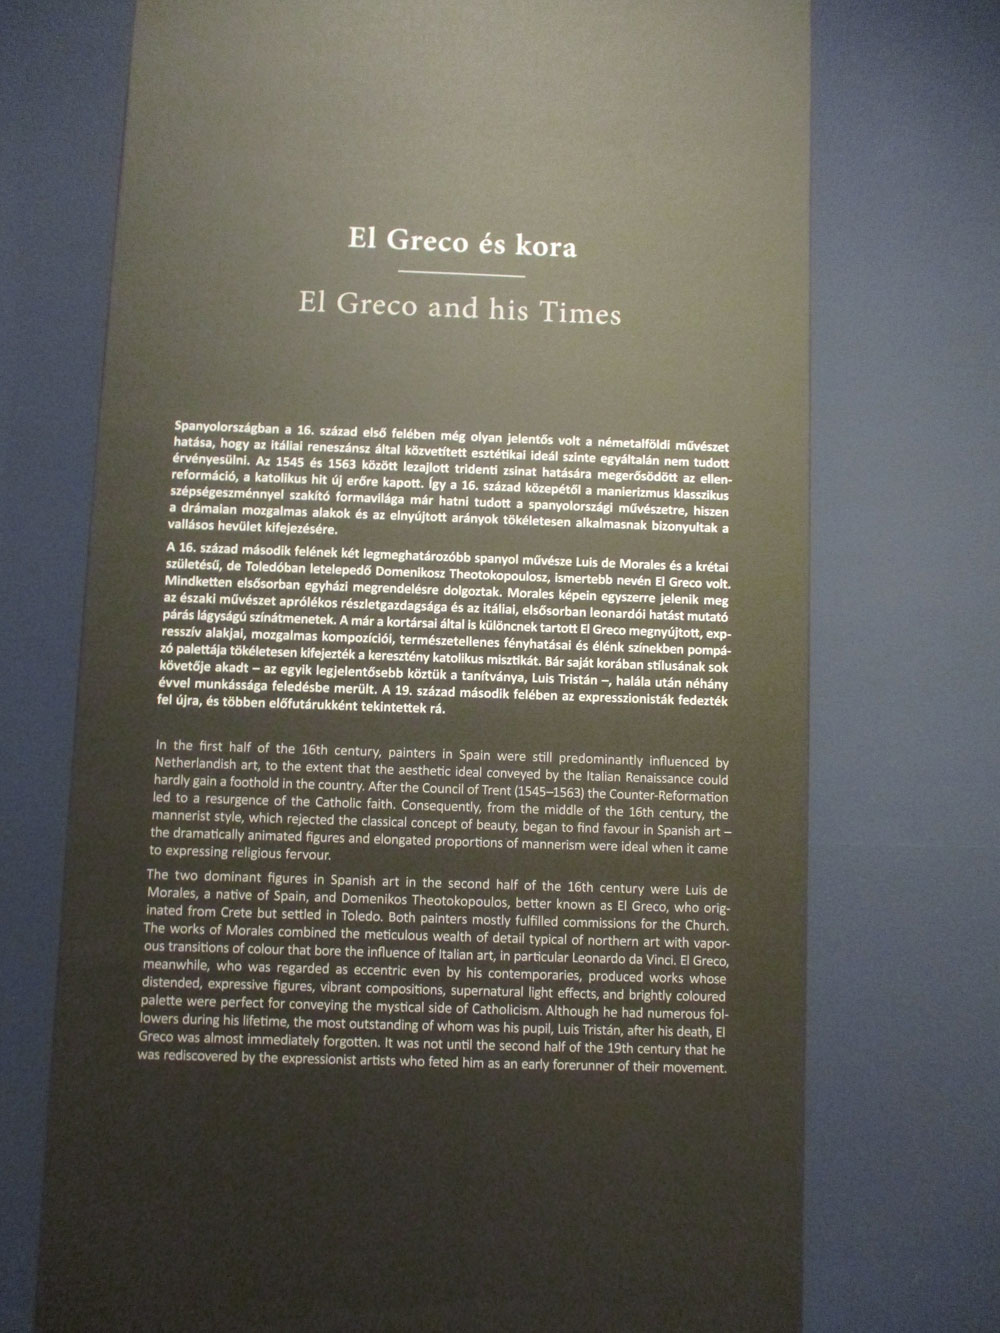 El Greco és kora
El Greco and his Times
Spanyolországban a 16. század első felében még olyan jelentős volt a németalföldi művészet
hatása, hogy az itáliai reneszánsz által közvetített esztétikai ideál szinte egyáltalán nem tudott
érvényesülni. Az 1545 és 1563 között lezajlott tridenti zsinat hatására megerősödött az ellen-
reformáció, a katolikus hit új erőre kapott. Így a 16. század közepétől a manierizmus klasszikus
szépségeszménnyel szakító formavilága már hatni tudott a spanyolországi művészetre, hiszen
a drámaian mozgalmas alakok és az elnyújtott arányok tökéletesen alkalmasnak bizonyultak a
vallásos hevület kifejezésére.
A 16. század második felének két legmeghatározóbb spanyol művésze Luis de Morales és a krétai
születésű, de Toledóban letelepedő Domenikosz Theotokopoulosz, ismertebb nevén El Greco volt.
Mindketten elsősorban egyházi megrendelésre dolgoztak. Morales képein egyszerre jelenik meg
az északi művészet aprólékos részletgazdagsága és az itáliai, elsősorban leonardói hatást mutató
párás lágyságú színátmenetek. A már a kortársai által is különcnek tartott El Greco megnyújtott, exp-
resszív alakjai, mozgalmas kompozíciói, természetellenes fényhatásai és élénk színekben pompá-
zó palettája tökéletesen kifejezték a keresztény katolikus misztikát. Bár saját korában stílusának sok
követője akadt – az egyik legjelentősebb köztük a tanítványa, Luis Tristán –, halála után néhány
évvel munkássága feledésbe merült. A 19. század második felében az expresszionisták fedezték
fel újra, és többen előfutárukként tekintettek rá.
In the first half of the 16th century, painters in Spain were still predominantly influenced by
Netherlandish art, to the extent that the aesthetic ideal conveyed by the Italian Renaissance could
hardly gain a foothold in the country. After the Council of Trent (1545–1563) the Counter-Reformation
led to a resurgence of the Catholic faith. Consequently, from the middle of the 16th century, the
mannerist style, which rejected the classical concept of beauty, began to find favour in Spanish art –
the dramatically animated figures and elongated proportions of mannerism were ideal when it came
to expressing religious fervour.
The two dominant figures in Spanish art in the second half of the 16th century were Luis de
Morales, a native of Spain, and Domenikos Theotokopoulos, better known as El Greco, who orig-
inated from Crete but settled in Toledo. Both painters mostly fulfilled commissions for the Church.
The works of Morales combined the meticulous wealth of detail typical of northern art with vapor-
ous transitions of colour that bore the influence of Italian art, in particular Leonardo da Vinci. El Greco,
meanwhile, who was regarded as eccentric even by his contemporaries, produced works whose
distended, expressive figures, vibrant compositions, supernatural light effects, and brightly coloured
palette were perfect for conveying the mystical side of Catholicism. Although he had numerous fol-
lowers during his lifetime, the most outstanding of whom was his pupil, Luis Tristán, after his death, El
Greco was almost immediately forgotten. It was not until the second half of the 19th century that he
was rediscovered by the expressionist artists who feted him as an early forerunner of their movement.